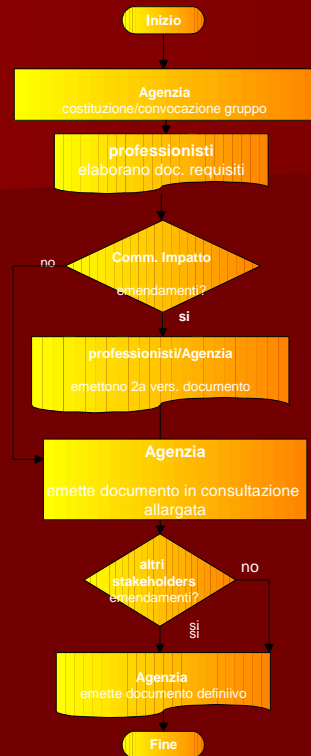 Inizio
Agenzia
costituzione/convocazione gruppo
professionisti
elaborano doc. requisiti
no
Comm. Impatto
emendamenti?
si
professionisti/Agenzia
emettono 2a vers. documento
Agenzia
emette documento in consultazione
allargata
altri
stakeholders
emendamenti?
no
si
si
Agenzia
emette documento definiivo
Fine